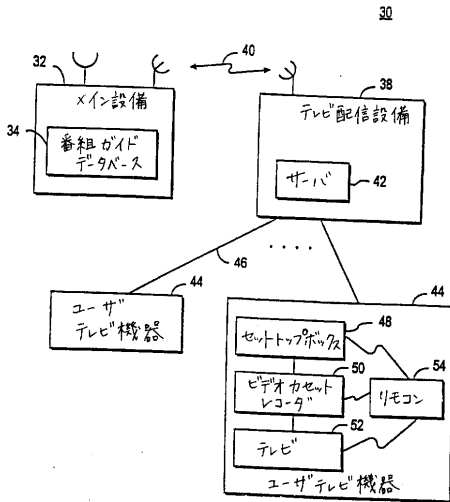 30
32
40
38
メイン設備
34
番組ガイド
データベース
テレビ配信設備
サーバ
42
46
44
44
ユーザ
テレビ機器
セットトップボックス
48
50
54
ビデオカセット
レコーダ
リモコン
52
テレビ
ユーザテレビ機器